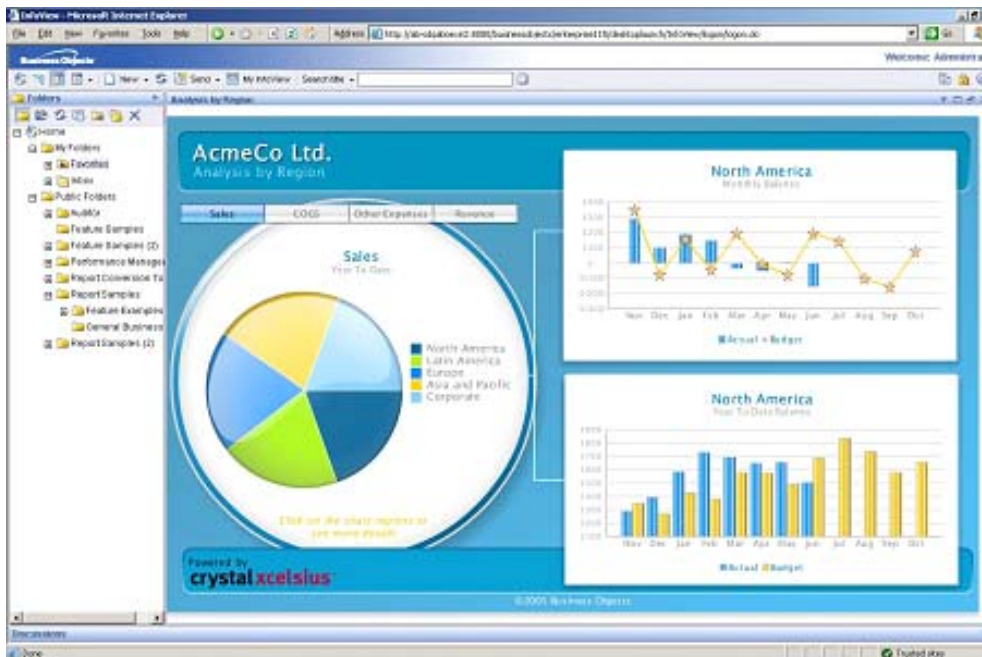 InfoView - Microsoft Internet Explorer
File Edit View Favorites Tools Help
Address
Go
Business Objects
Welcome: Administra
New
Send
My InfoView
Search title
Folders
Analysis by Region
Home
My Folders
Favorites
Inbox
Public Folders
Auditor
Feature Samples
Feature Samples (2)
Performance Manage
Report Conversion To
Report Samples
Feature Examples
General Business
Report Samples (2)
AcmeCo Ltd.
Analysis by Region
Sales
COGS
Other Expenses
Revenue
Sales
Year To Date
North America
Latin America
Europe
Asia and Pacific
Corporate
Click on the chart regions to
see more details
North America
Monthly Balance
Nov Dec Jan Feb Mar Apr May Jun Jul Aug Sep Oct
Actual Budget
North America
Year To Date Balance
Nov Dec Jan Feb Mar Apr May Jun Jul Aug Sep Oct
Actual Budget
Powered by
crystal xcelsius
©2005 Business Objects
Discussions
Done
Trusted sites